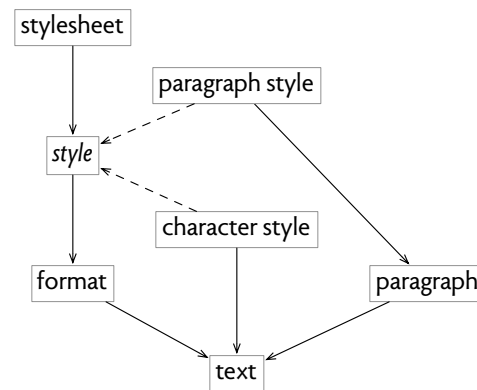 stylesheet
paragraph style
style
character style
format
paragraph
text